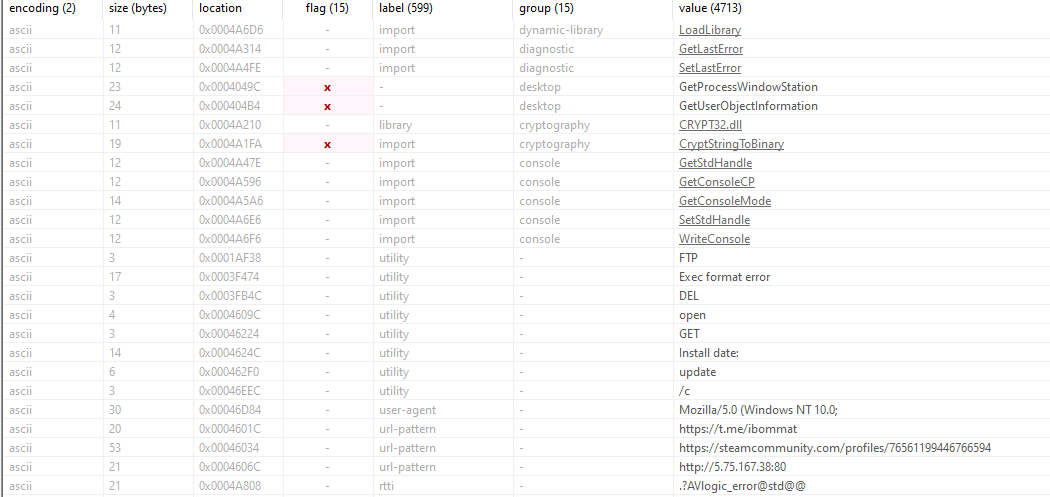 encoding (2) size (bytes) location flag (15) label (599) group (15) value (4713)
ascii 11 0x0004A6D6 - import dynamic-library LoadLibrary
ascii 12 0x0004A314 - import diagnostic GetLastError
ascii 12 0x0004A4FE - import diagnostic SetLastError
ascii 23 0x0004049C x - desktop GetProcessWindowStation
ascii 24 0x000404B4 x - desktop GetUserObjectInformation
ascii 11 0x0004A210 - library cryptography CRYPT32.dll
ascii 19 0x0004A1FA x import cryptography CryptStringToBinary
ascii 12 0x0004A47E - import console GetStdHandle
ascii 12 0x0004A596 - import console GetConsoleCP
ascii 14 0x0004A5A6 - import console GetConsoleMode
ascii 12 0x0004A6E6 - import console SetStdHandle
ascii 12 0x0004A6F6 - import console WriteConsole
ascii 3 0x0001AF38 - utility - FTP
ascii 17 0x0003F474 - utility - Exec format error
ascii 3 0x0003FB4C - utility - DEL
ascii 4 0x0004609C - utility - open
ascii 3 0x00046224 - utility - GET
ascii 14 0x0004624C - utility - Install date:
ascii 6 0x000462F0 - utility - update
ascii 3 0x00046EEC - utility - /c
ascii 30 0x00046D84 - user-agent - Mozilla/5.0 (Windows NT 10.0;
ascii 20 0x0004601C - url-pattern - https://t.me/ibommat
ascii 53 0x00046034 - url-pattern - https://steamcommunity.com/profiles/76561199446766594
ascii 21 0x0004606C - url-pattern - http://5.75.167.38:80
ascii 21 0x0004A808 - rtti - .?AVlogic_error@std@@